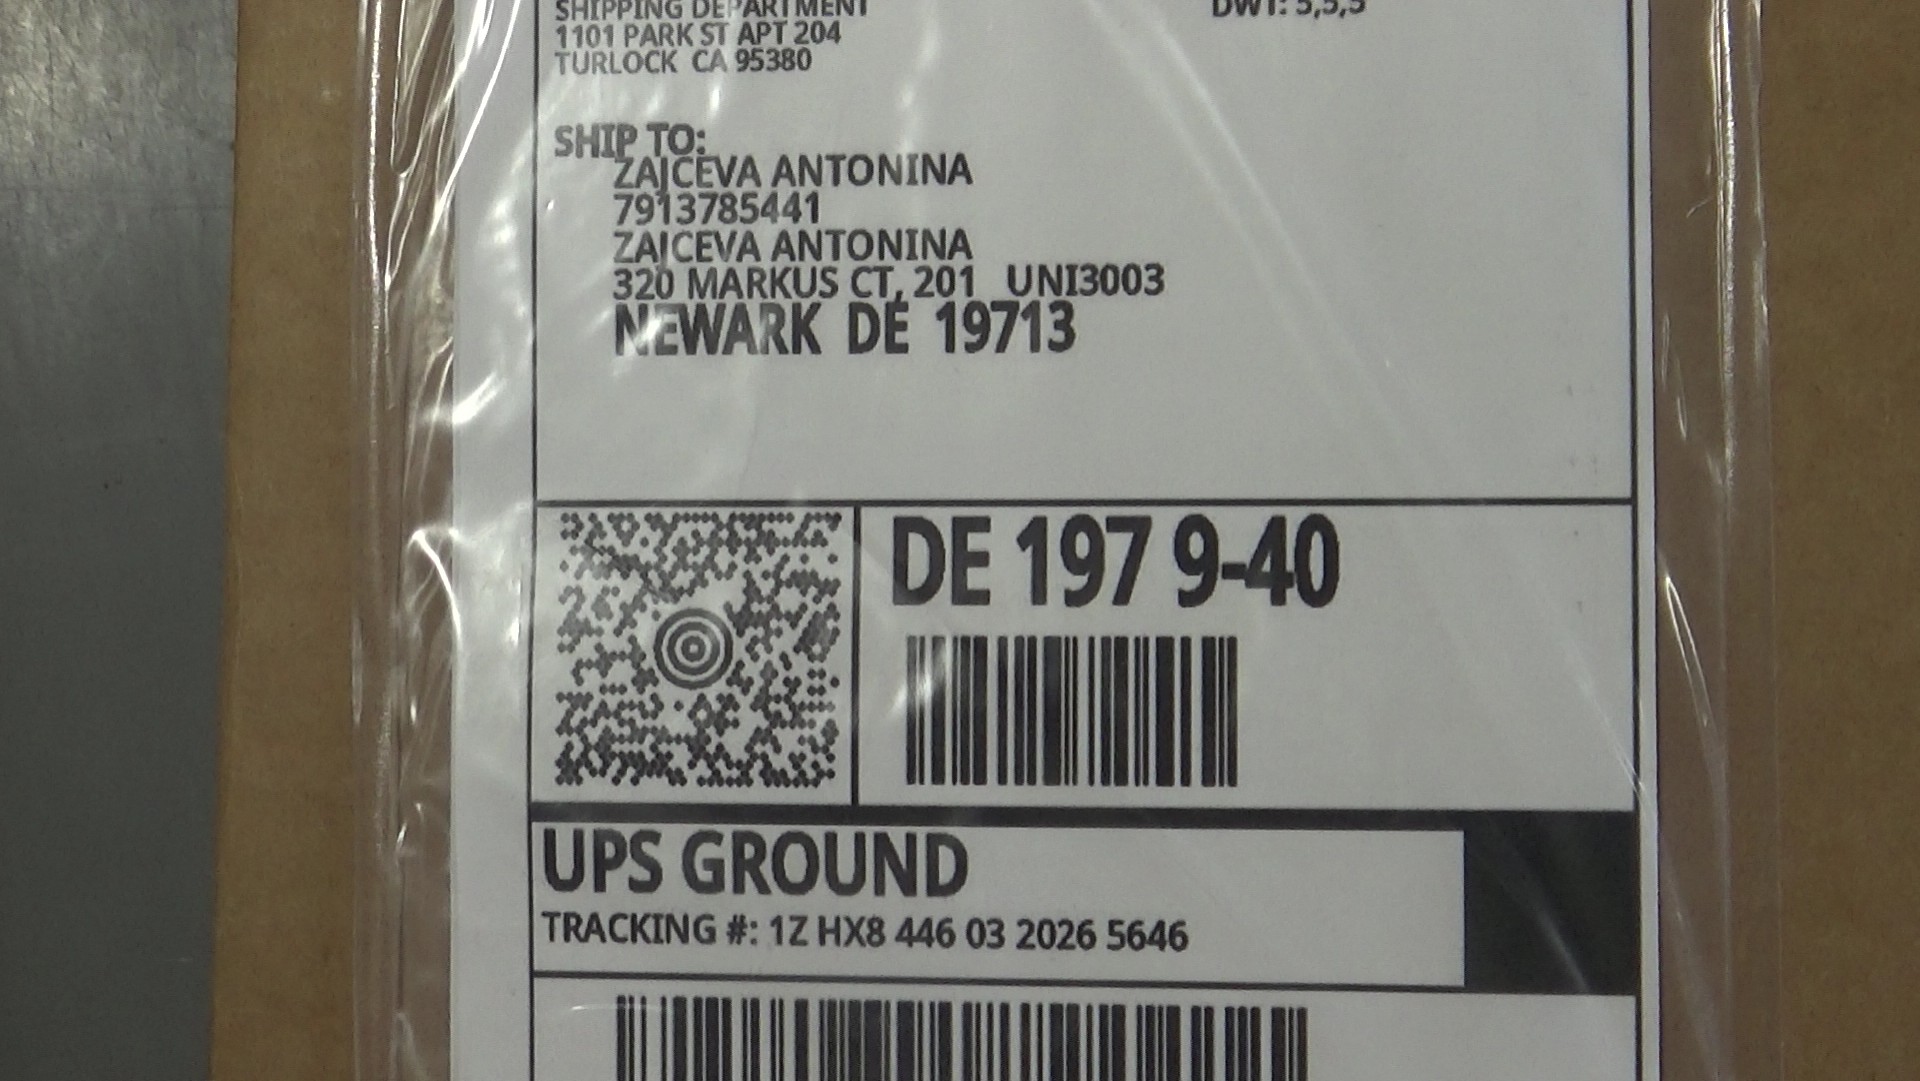 SHIPPING DEPARTMENT
DWT: 5,5,5
1101 PARK ST APT 204
TURLOCK CA 95380
SHIP TO:
ZAJCEVA ANTONINA
7913785441
ZAJCEVA ANTONINA
320 MARKUS CT, 201 UNI3003
NEWARK DE 19713
DE 197 9-40
UPS GROUND
TRACKING #: 1Z HX8 446 03 2026 5646